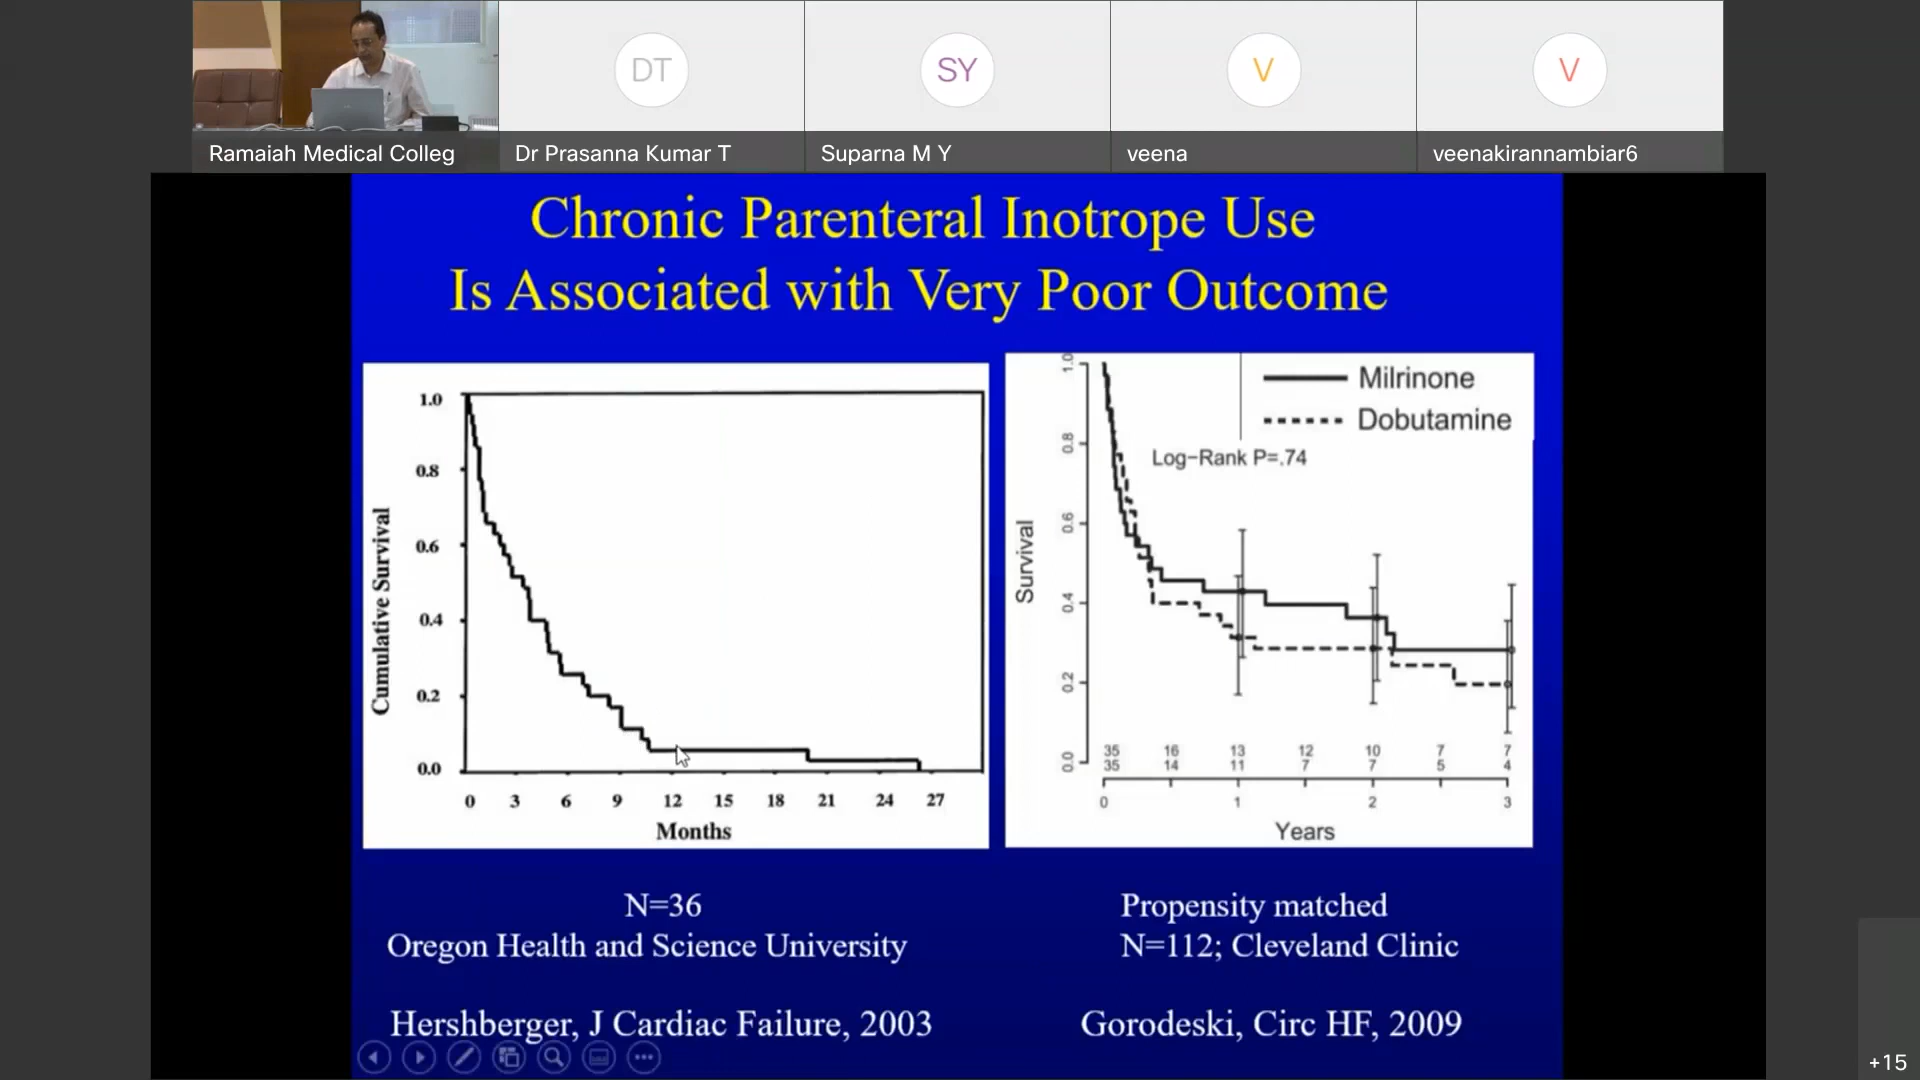 DT
SY
V
V
Ramaiah Medical Colleg
Dr Prasanna Kumar T
Suparna M Y
veena
veenakirannambiar6
Chronic Parenteral Inotrope Use
Is Associated with Very Poor Outcome
Cumulative Survival
1.0
0.8
0.6
0.4
0.2
0.0
0 3 6 9 12 15 18 21 24 27
Months
Survival
1.0
0.8
0.6
0.4
0.2
0.0
Milrinone
Dobutamine
Log-Rank P=.74
35 16 13 12 10 7 7
35 14 11 7 7 5 4
0 1 2 3
Years
N=36
Oregon Health and Science University
Hershberger, J Cardiac Failure, 2003
Propensity matched
N=112; Cleveland Clinic
Gorodeski, Circ HF, 2009
+15